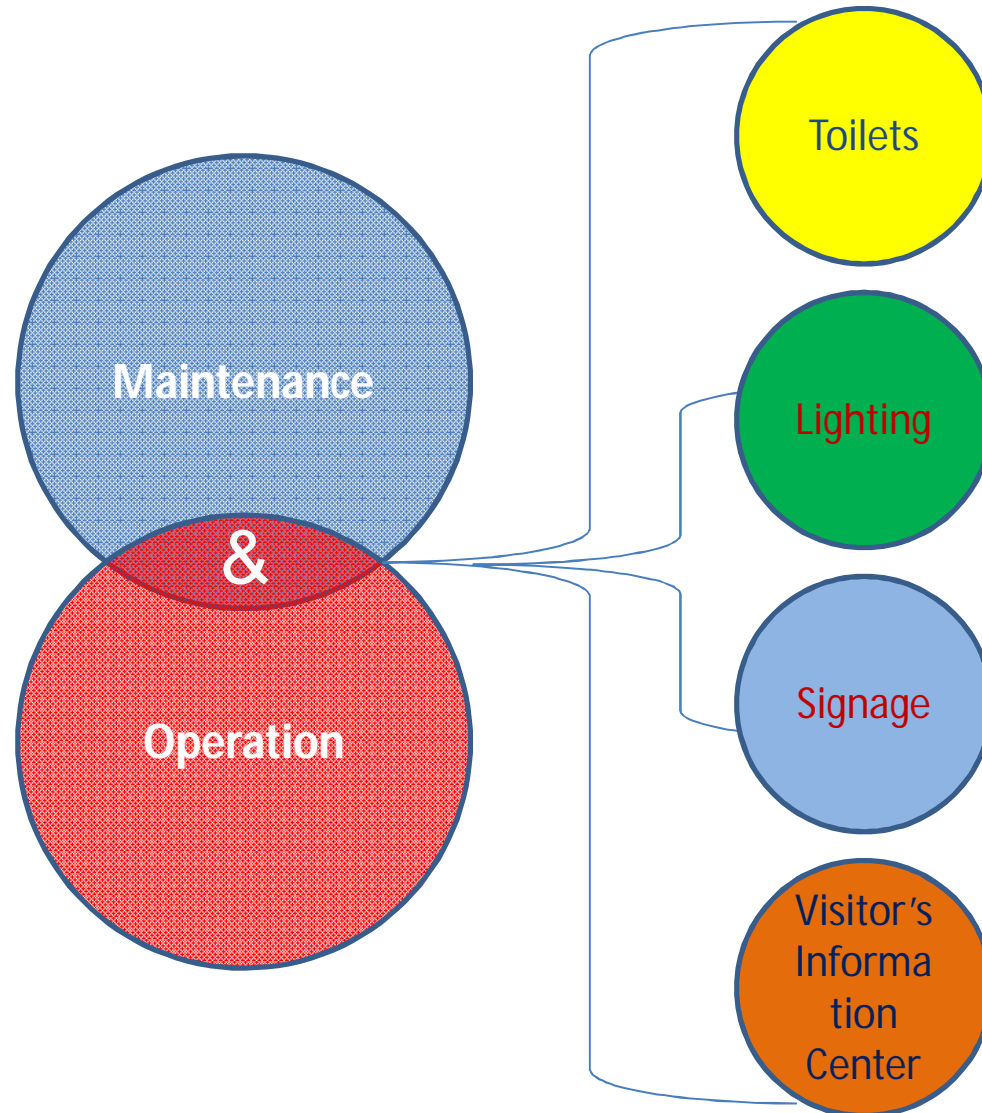 Maintenance
&
Operation
Toilets
Lighting
Signage
Visitor’s
Informa
tion
Center